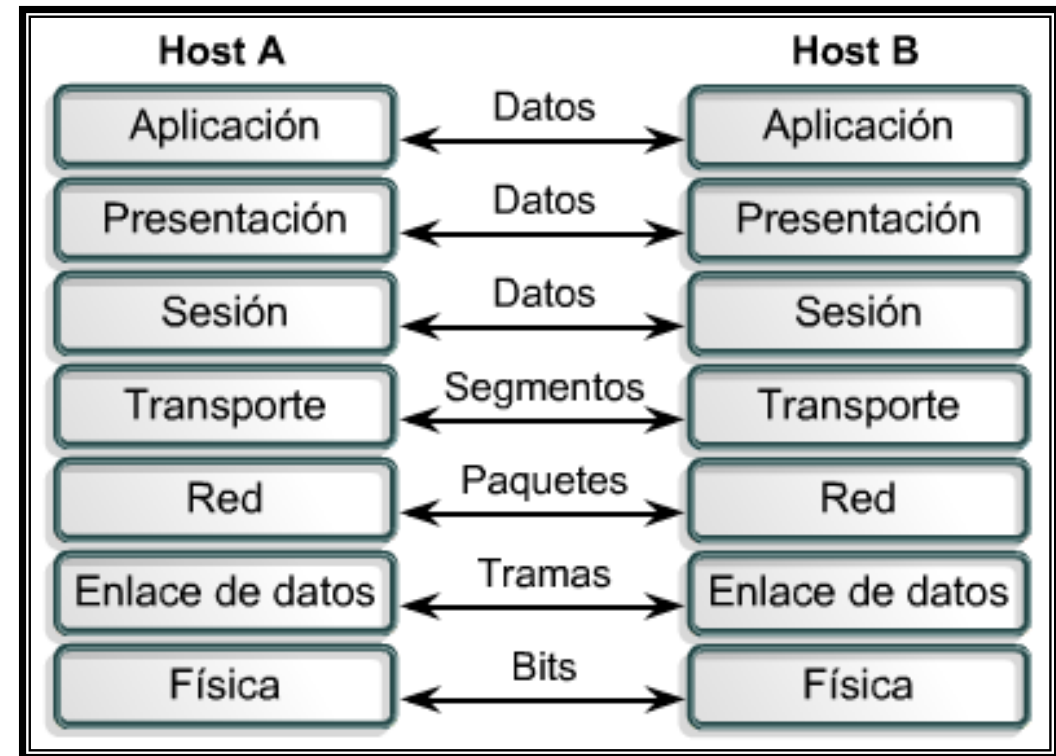 Host A Host B
Aplicación Datos Aplicación
Presentación Datos Presentación
Sesión Datos Sesión
Transporte Segmentos Transporte
Red Paquetes Red
Enlace de datos Tramas Enlace de datos
Física Bits Física